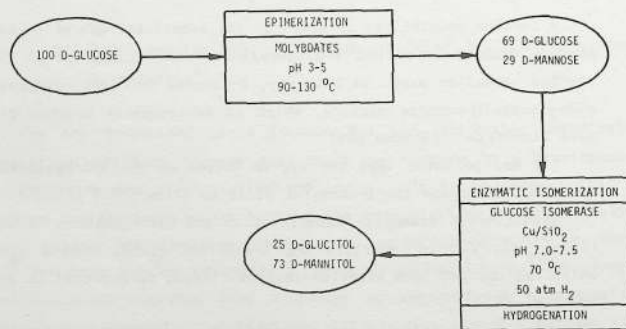 100 D-GLUCOSE
EPIMERIZATION
MOLYBDATES
pH 3-5
90-130 °C
69 D-GLUCOSE
29 D-MANNOSE
ENZYMATIC ISOMERIZATION
GLUCOSE ISOMERASE
Cu/SiO2
pH 7.0-7.5
70 °C
50 atm H2
HYDROGENATION
25 D-GLUCITOL
73 D-MANNITOL